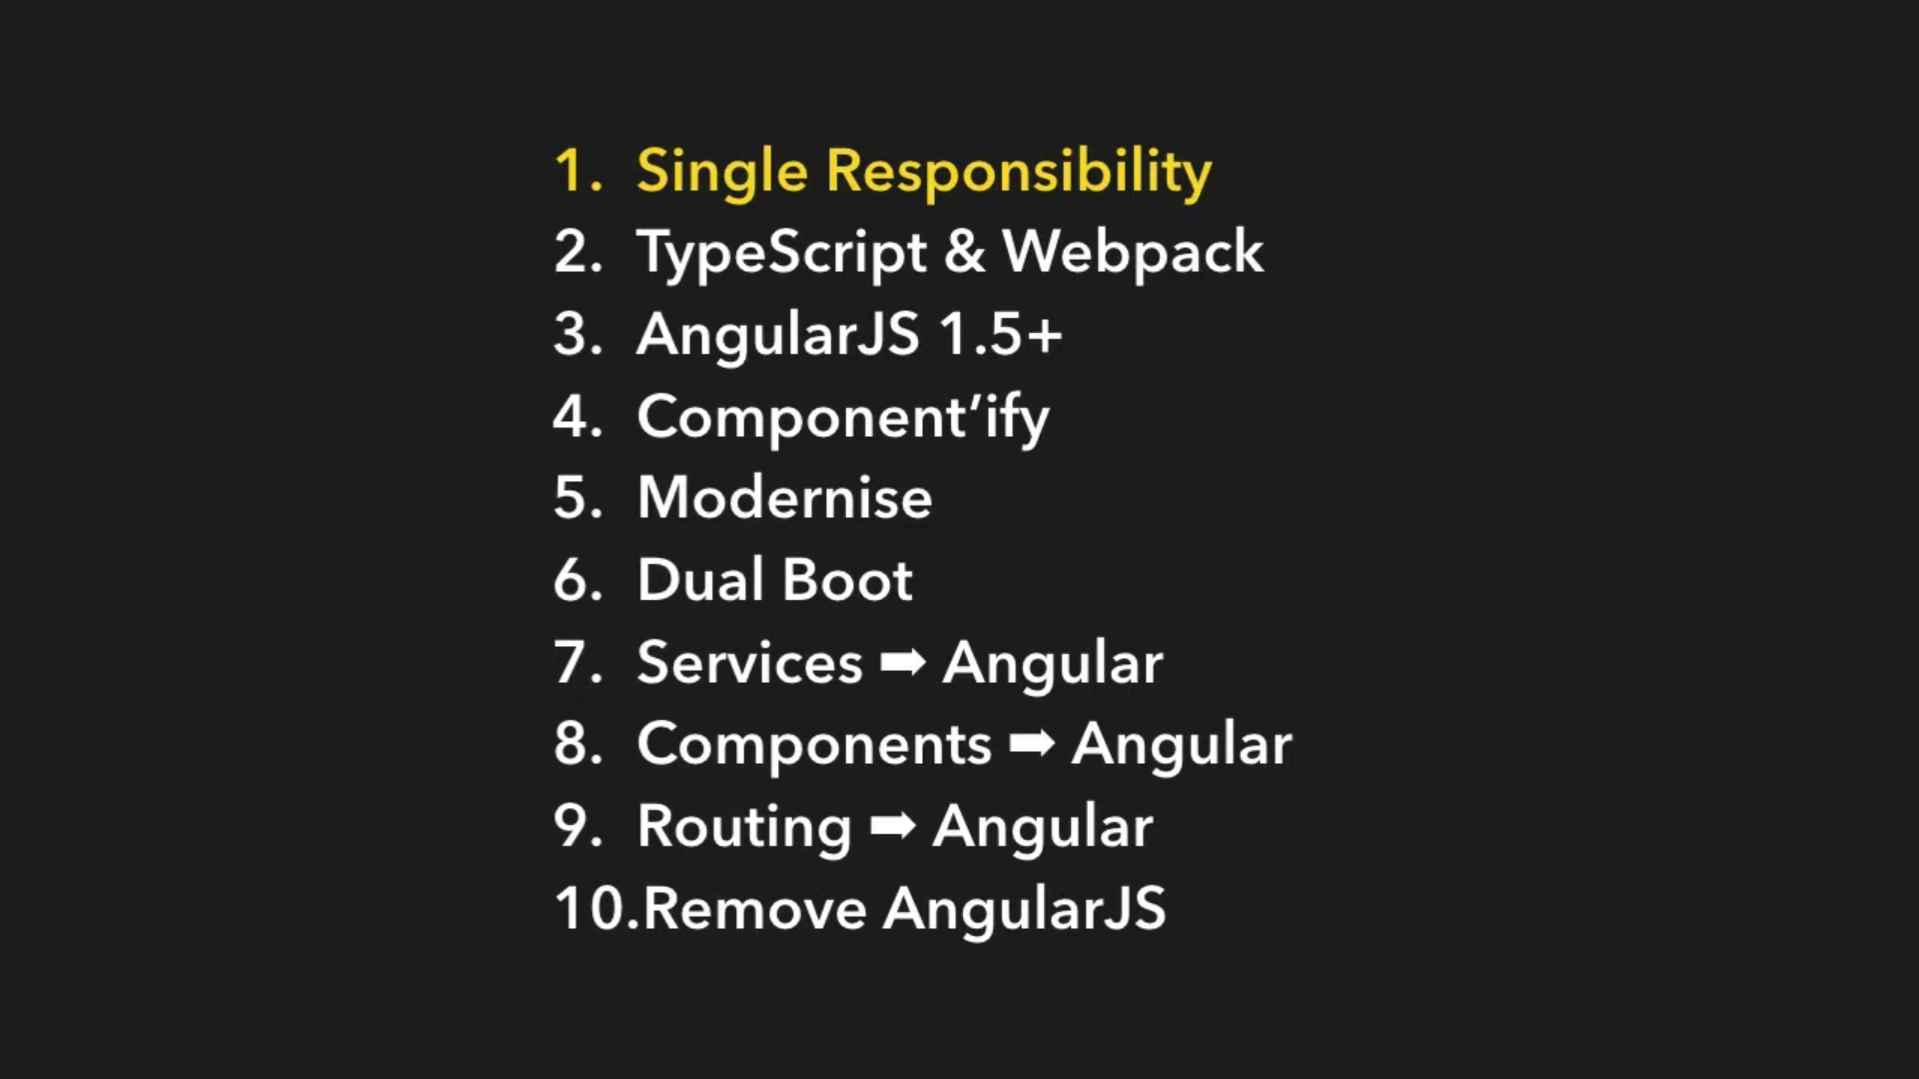 1. Single Responsibility
2. TypeScript & Webpack
3. AngularJS 1.5+
4. Component’ify
5. Modernise
6. Dual Boot
7. Services ➡ Angular
8. Components ➡ Angular
9. Routing ➡ Angular
10.Remove AngularJS